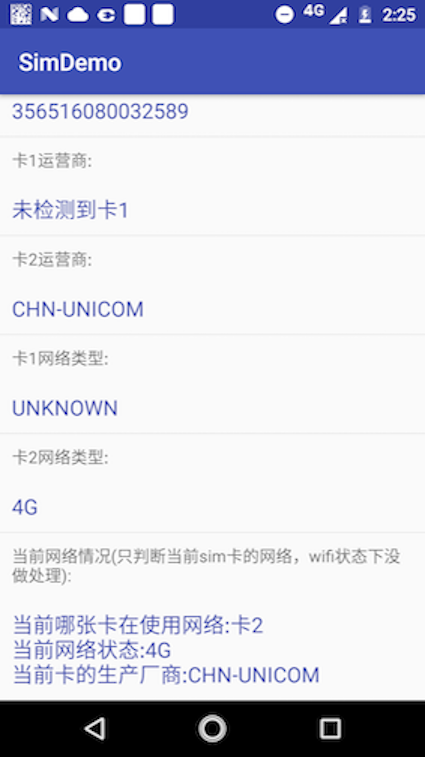 4G
2:25
SimDemo
356516080032589
卡1运营商:
未检测到卡1
卡2运营商:
CHN-UNICOM
卡1网络类型:
UNKNOWN
卡2网络类型:
4G
当前网络情况(只判断当前sim卡的网络，wifi状态下没
做处理):
当前哪张卡在使用网络:卡2
当前网络状态:4G
当前卡的生产厂商:CHN-UNICOM